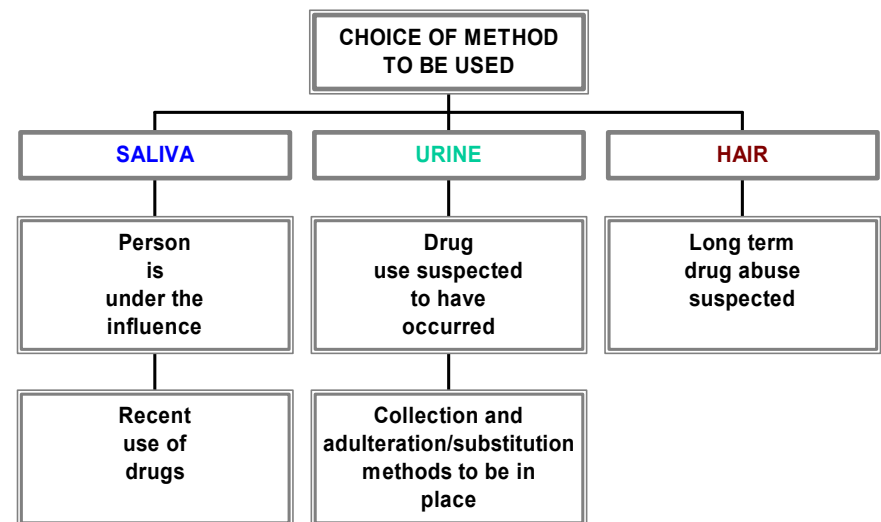 CHOICE OF METHOD
TO BE USED
SALIVA
URINE
HAIR
Person
is
under the
influence
Drug
use suspected
to have
occurred
Long term
drug abuse
suspected
Recent
use of
drugs
Collection and
adulteration/substitution
methods to be in
place